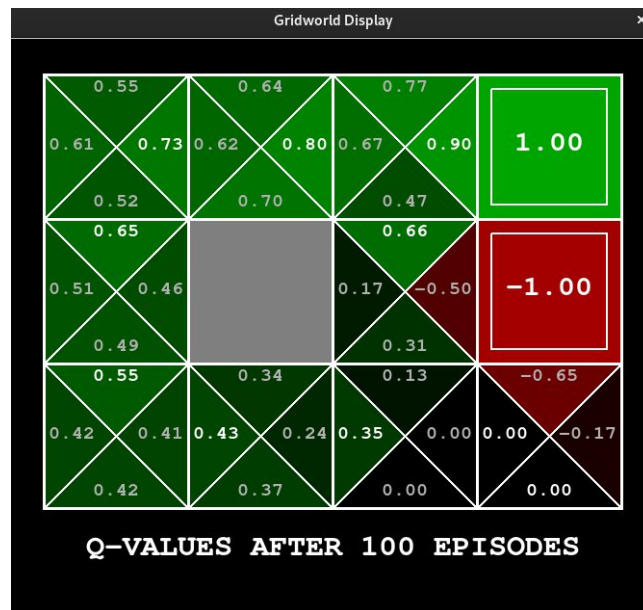 Gridworld Display ×
0.55 0.64 0.77
0.61 0.73 0.62 0.80 0.67 0.90 1.00
0.52 0.70 0.47
0.65 0.66
0.51 0.46 0.17 -0.50 -1.00
0.49 0.31
0.55 0.34 0.13 -0.65
0.42 0.41 0.43 0.24 0.35 0.00 0.00 -0.17
0.42 0.37 0.00 0.00
Q-VALUES AFTER 100 EPISODES